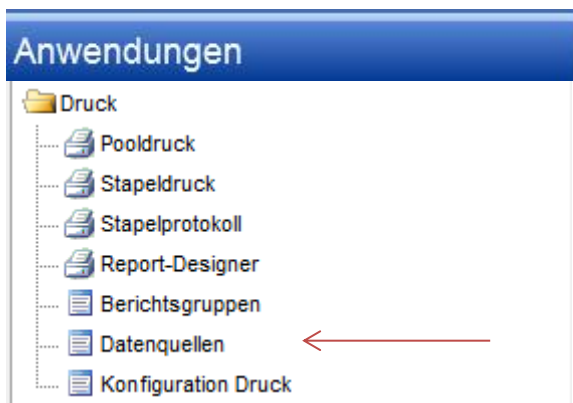 Anwendungen
Druck
Pooldruck
Stapeldruck
Stapelprotokoll
Report-Designer
Berichtsgruppen
Datenquellen
Konfiguration Druck